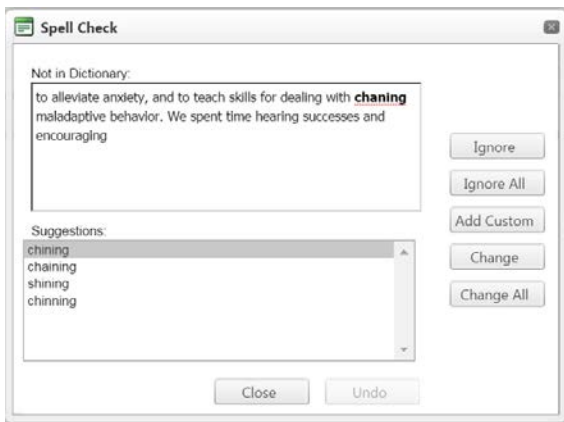 Spell Check
Not in Dictionary:
to alleviate anxiety, and to teach skills for dealing with chaning
maladaptive behavior. We spent time hearing successes and
encouraging
Ignore
Ignore All
Add Custom
Change
Change All
Suggestions:
chining
chaining
shining
chinning
Close
Undo